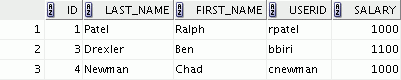 ID LAST_NAME FIRST_NAME USERID SALARY
1 1 Patel Ralph rpatel 1000
2 3 Drexler Ben bbiri 1100
3 4 Newman Chad cnewman 1000